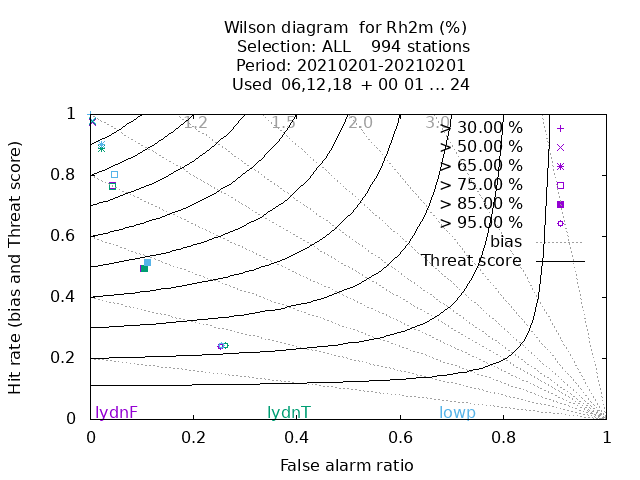 Wilson diagram  for Rh2m (%)
Selection: ALL    994 stations
Period: 20210201-20210201
Used  06,12,18  + 00 01 ... 24
1.2 1.5 2.0 3.0
> 30.00 %
> 50.00 %
> 65.00 %
> 75.00 %
> 85.00 %
> 95.00 %
bias
Threat score
Hit rate (bias and Threat score)
1
0.8
0.6
0.4
0.2
0
lydnF lydnT lowp
0 0.2 0.4 0.6 0.8 1
False alarm ratio